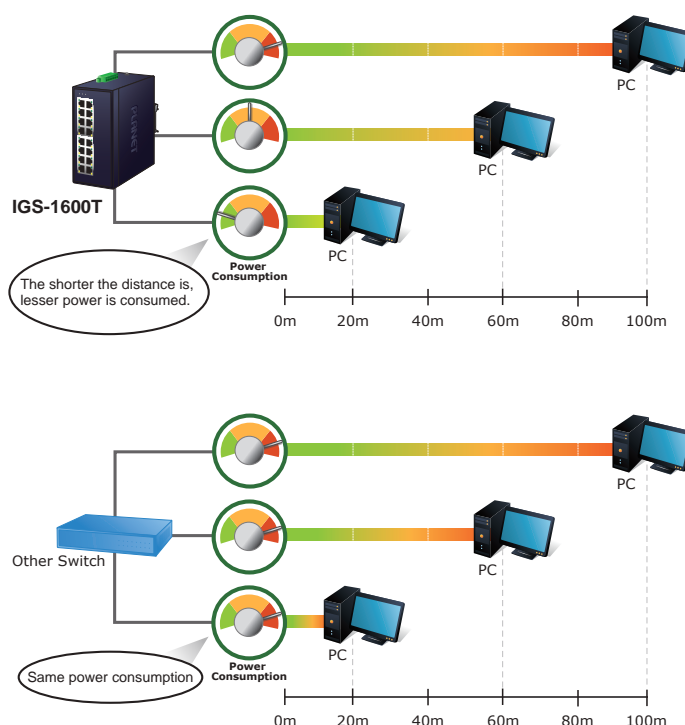 PLANET
PC
PC
IGS-1600T
PC
Power
Consumption
The shorter the distance is,
lesser power is consumed.
0m 20m 40m 60m 80m 100m
PC
Other Switch
PC
PC
Power
Consumption
Same power consumption
0m 20m 40m 60m 80m 100m